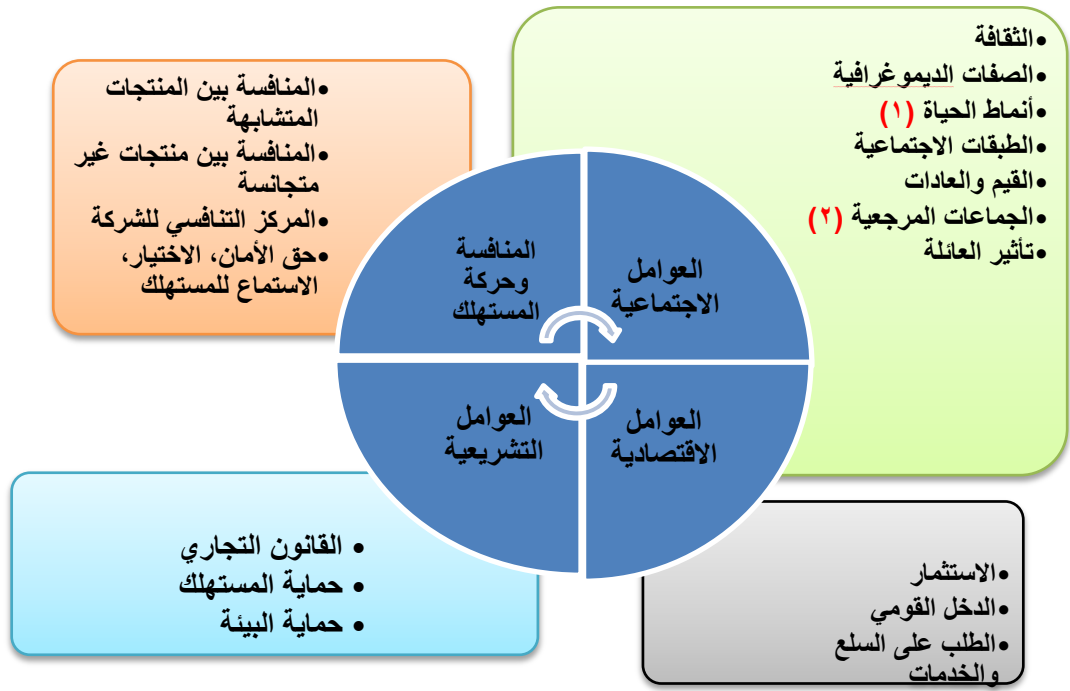 •الثقافة
•الصفات الديموغرافية
•أنماط الحياة (١)
•الطبقات الاجتماعية
•القيم والعادات
•الجماعات المرجعية (٢)
•تأثير العائلة
•المنافسة بين المنتجات
المتشابهة
•المنافسة بين منتجات غير
متجانسة
•المركز التنافسي للشركة
•حق الأمان، الاختيار،
الاستماع للمستهلك
العوامل
الاجتماعية
المنافسة
وحركة
المستهلك
العوامل
الاقتصادية
العوامل
التشريعية
•الاستثمار
•الدخل القومي
•الطلب على السلع
والخدمات
• القانون التجاري
• حماية المستهلك
• حماية البيئة